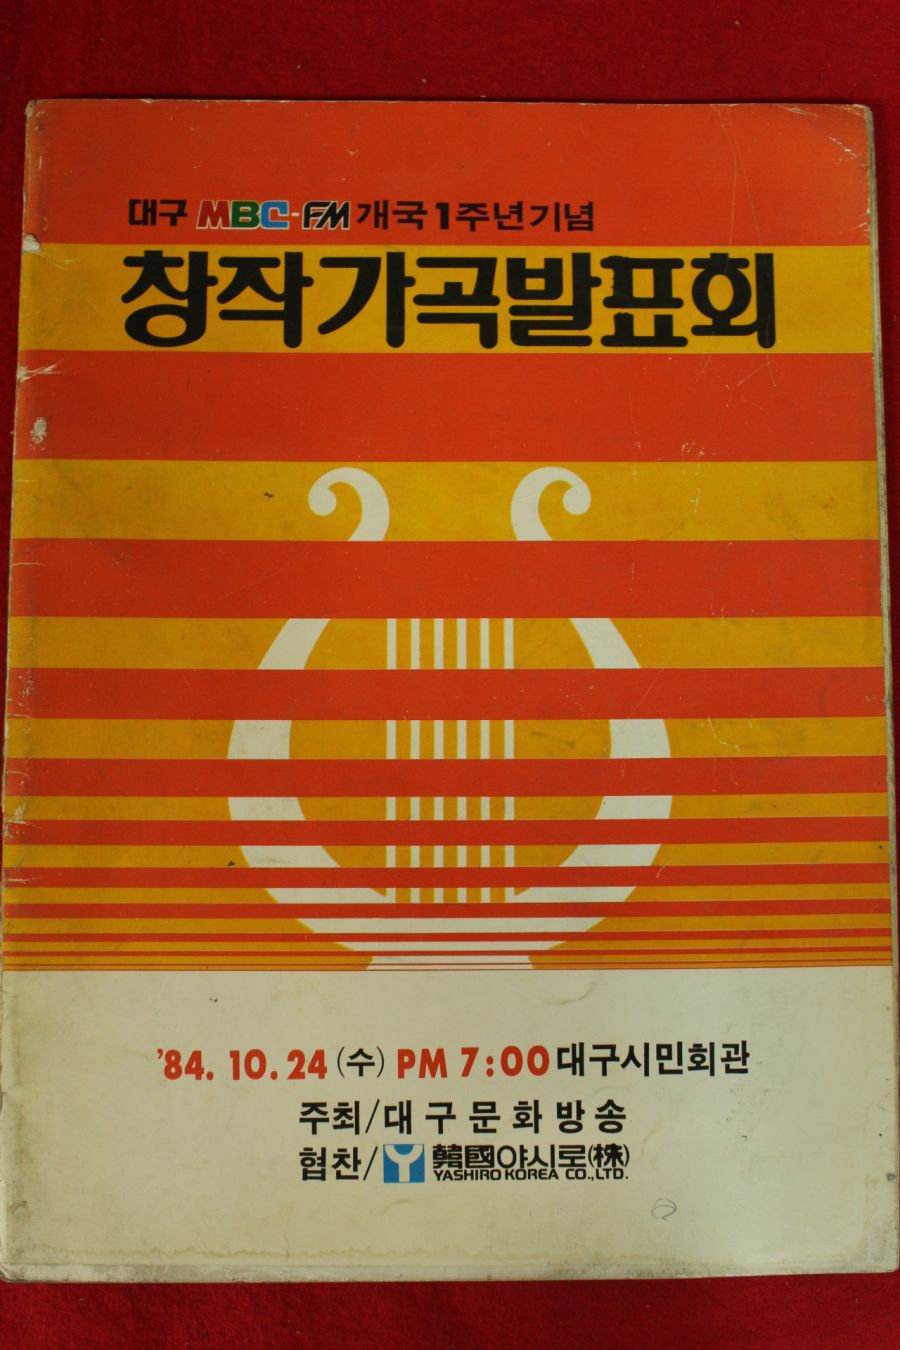 대구 MBC-FM 개국1주년기념
창작가곡발표회
'84. 10. 24 (수) PM 7:00 대구시민회관
주최/대구문화방송
협찬/ 韓國야시로(株)
YASHIRO KOREA CO.,LTD.